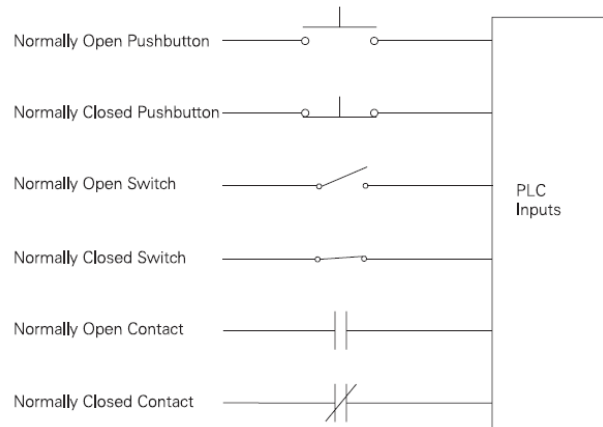 Normally Open Pushbutton
Normally Closed Pushbutton
Normally Open Switch
PLC
Inputs
Normally Closed Switch
Normally Open Contact
Normally Closed Contact